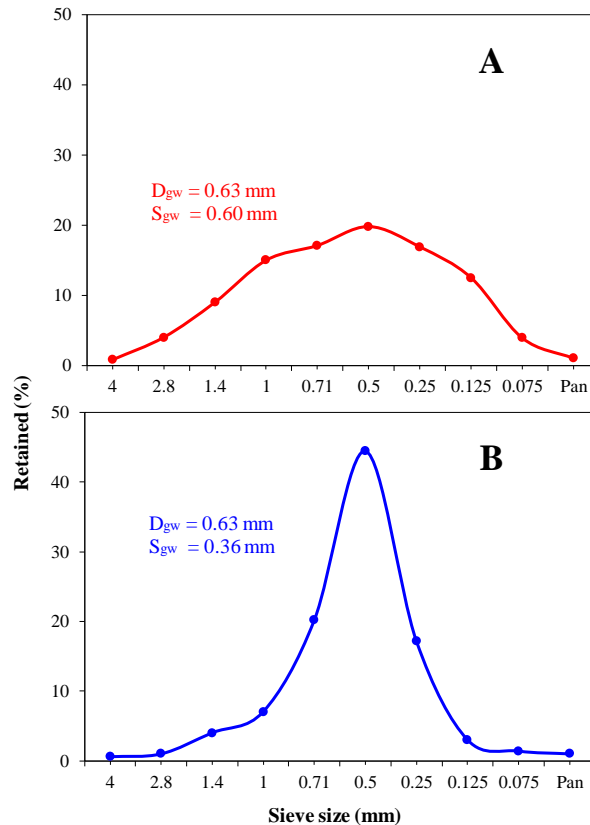 50
A
40
30
Dgw = 0.63 mm
Sgw = 0.60 mm
20
10
0
4 2.8 1.4 1 0.71 0.5 0.25 0.125 0.075 Pan
Retained (%)
50
B
40
Dgw = 0.63 mm
Sgw = 0.36 mm
30
20
10
0
4 2.8 1.4 1 0.71 0.5 0.25 0.125 0.075 Pan
Sieve size (mm)